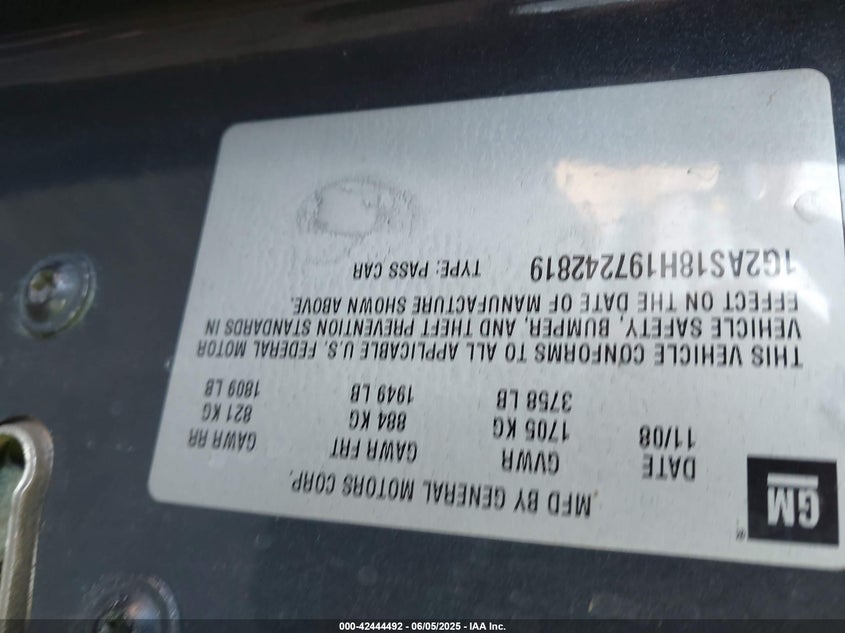 GM
®
MFD BY GENERAL MOTORS CORP.
DATE GVWR GAWR FRT GAWR RR
11/08 1705 KG 884 KG 821 KG
3758 LB 1949 LB 1809 LB
THIS VEHICLE CONFORMS TO ALL APPLICABLE U.S. FEDERAL MOTOR
VEHICLE SAFETY, BUMPER, AND THEFT PREVENTION STANDARDS IN
EFFECT ON THE DATE OF MANUFACTURE SHOWN ABOVE.
1G2AS18H197242819 TYPE: PASS CAR
000-42444492 - 06/05/2025 - IAA Inc.